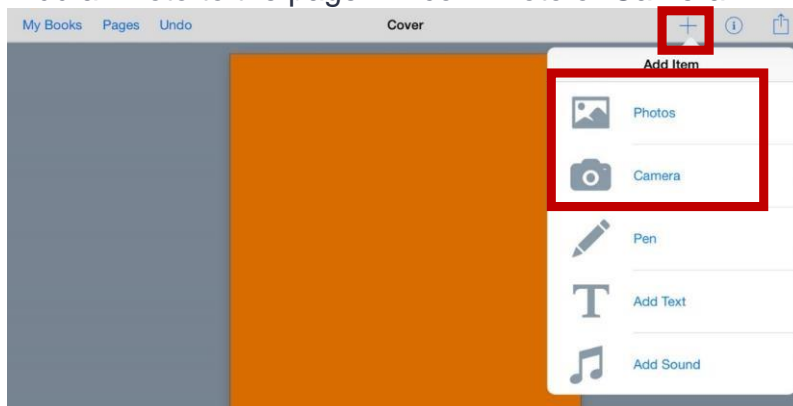 My Books Pages Undo Cover
Add Item
Photos
Camera
Pen
Add Text
Add Sound